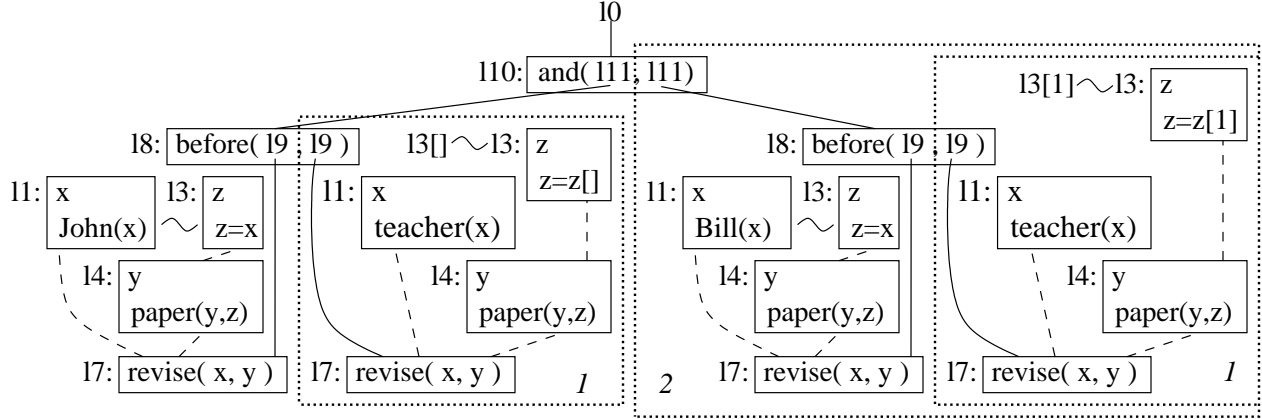 l0
l10: and( l11, l11)
l8: before( l9 , l9 )
l3[] l3: z
z=z[]
l1: x
John(x)
l3: z
z=x
l1: x
teacher(x)
l4: y
paper(y,z)
l4: y
paper(y,z)
l7: revise( x, y )
l7: revise( x, y )
1
l8: before( l9 , l9 )
l3[1] l3: z
z=z[1]
l1: x
Bill(x)
l3: z
z=x
l1: x
teacher(x)
l4: y
paper(y,z)
l4: y
paper(y,z)
l7: revise( x, y )
2
l7: revise( x, y )
1